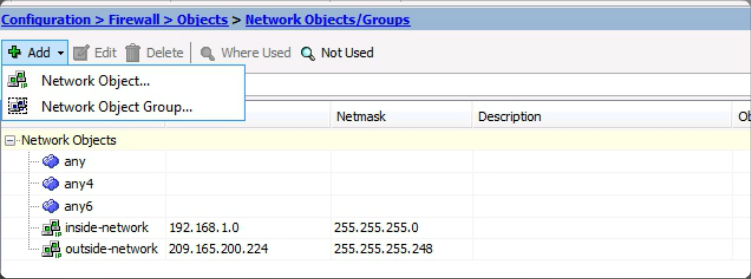 Configuration > Firewall > Objects > Network Objects/Groups
Add Edit Delete Where Used Not Used
Network Object...
Network Object Group...
Netmask Description Ob
Network Objects
any
any4
any6
inside-network 192.168.1.0 255.255.255.0
outside-network 209.165.200.224 255.255.255.248